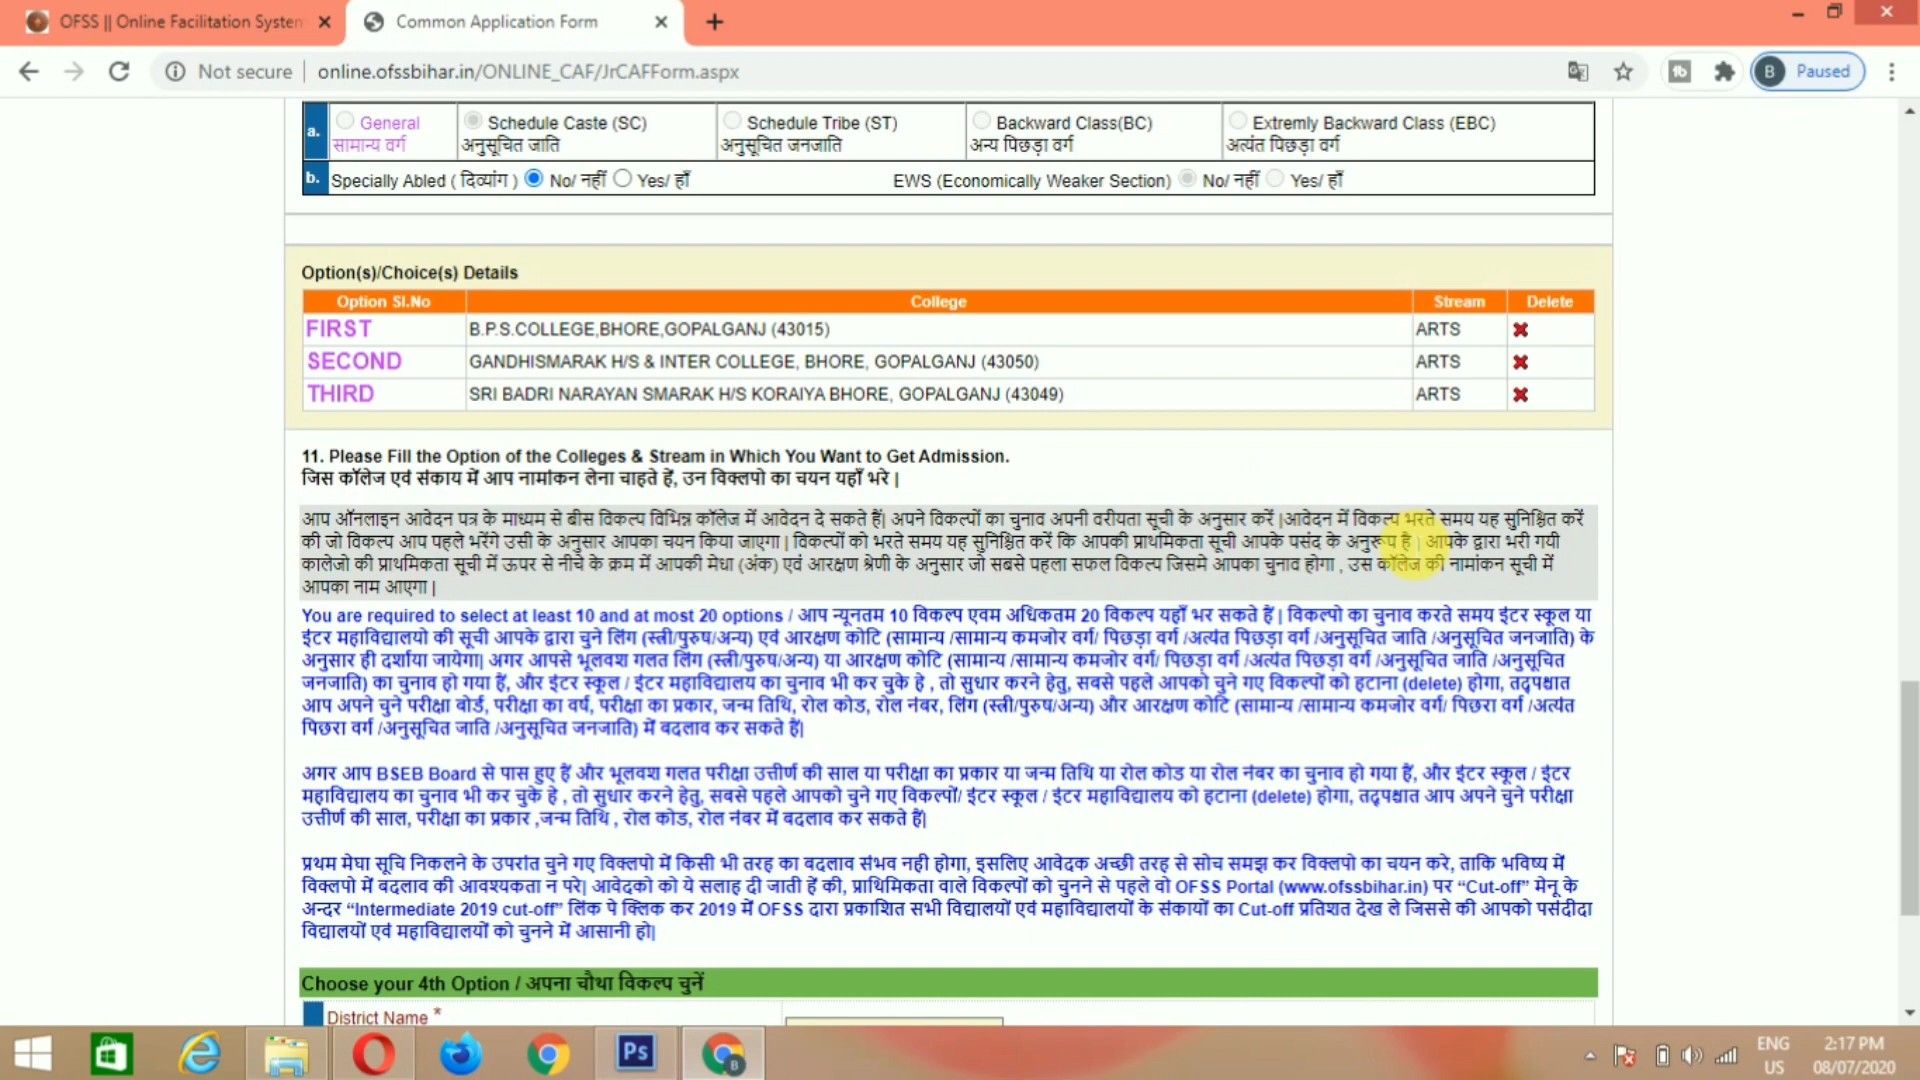 OFSS || Online Facilitation System
Common Application Form
Not secure
online.ofssbihar.in/ONLINE_CAF/JrCAFForm.aspx
B Paused
a. General Schedule Caste (SC) Schedule Tribe (ST) Backward Class(BC) Extremly Backward Class (EBC)
सामान्य वर्ग अनुसूचित जाति अनुसूचित जनजाति अन्य पिछड़ा वर्ग अत्यंत पिछड़ा वर्ग
b. Specially Abled ( दिव्यांग ) No/ नहीं Yes/ हाँ EWS (Economically Weaker Section) No/ नहीं Yes/ हाँ
Option(s)/Choice(s) Details
Option Sl.No College Stream Delete
FIRST B.P.S.COLLEGE,BHORE,GOPALGANJ (43015) ARTS
SECOND GANDHISMARAK H/S & INTER COLLEGE, BHORE, GOPALGANJ (43050) ARTS
THIRD SRI BADRI NARAYAN SMARAK H/S KORAIYA BHORE, GOPALGANJ (43049) ARTS
11. Please Fill the Option of the Colleges & Stream in Which You Want to Get Admission.
जिस कॉलेज एवं संकाय में आप नामांकन लेना चाहते हैं, उन विक्लपो का चयन यहाँ भरे |
आप ऑनलाइन आवेदन पत्र के माध्यम से बीस विकल्प विभिन्न कॉलेज में आवेदन दे सकते हैं| अपने विकल्पों का चुनाव अपनी वरीयता सूची के अनुसार करें |आवेदन में विकल्प भरते समय यह सुनिश्चित करें
की जो विकल्प आप पहले भरेंगे उसी के अनुसार आपका चयन किया जाएगा | विकल्पों को भरते समय यह सुनिश्चित करें कि आपकी प्राथमिकता सूची आपके पसंद के अनुरूप है | आपके द्वारा भरी गयी
कालेजो की प्राथमिकता सूची में ऊपर से नीचे के क्रम में आपकी मेधा (अंक) एवं आरक्षण श्रेणी के अनुसार जो सबसे पहला सफल विकल्प जिसमे आपका चुनाव होगा , उस कॉलेज की नामांकन सूची में
आपका नाम आएगा |
You are required to select at least 10 and at most 20 options / आप न्यूनतम 10 विकल्प एवम अधिकतम 20 विकल्प यहाँ भर सकते हैं | विकल्पो का चुनाव करते समय इंटर स्कूल या
इंटर महाविद्यालयो की सूची आपके द्वारा चुने लिंग (स्त्री/पुरुष/अन्य) एवं आरक्षण कोटि (सामान्य /सामान्य कमजोर वर्ग/ पिछड़ा वर्ग /अत्यंत पिछड़ा वर्ग /अनुसूचित जाति /अनुसूचित जनजाति) के
अनुसार ही दर्शाया जायेगा| अगर आपसे भूलवश गलत लिंग (स्त्री/पुरुष/अन्य) या आरक्षण कोटि (सामान्य /सामान्य कमजोर वर्ग/ पिछड़ा वर्ग /अत्यंत पिछड़ा वर्ग /अनुसूचित जाति /अनुसूचित
जनजाति) का चुनाव हो गया हैं, और इंटर स्कूल / इंटर महाविद्यालय का चुनाव भी कर चुके हे , तो सुधार करने हेतु, सबसे पहले आपको चुने गए विकल्पों को हटाना (delete) होगा, तद्पश्चात
आप अपने चुने परीक्षा बोर्ड, परीक्षा का वर्ष, परीक्षा का प्रकार, जन्म तिथि, रोल कोड, रोल नंबर, लिंग (स्त्री/पुरुष/अन्य) और आरक्षण कोटि (सामान्य /सामान्य कमजोर वर्ग/ पिछरा वर्ग /अत्यंत
पिछरा वर्ग /अनुसूचित जाति /अनुसूचित जनजाति) में बदलाव कर सकते हैं|
अगर आप BSEB Board से पास हुए हैं और भूलवश गलत परीक्षा उत्तीर्ण की साल या परीक्षा का प्रकार या जन्म तिथि या रोल कोड या रोल नंबर का चुनाव हो गया हैं, और इंटर स्कूल / इंटर
महाविद्यालय का चुनाव भी कर चुके हे , तो सुधार करने हेतु, सबसे पहले आपको चुने गए विकल्पों/ इंटर स्कूल / इंटर महाविद्यालय को हटाना (delete) होगा, तद्पश्चात आप अपने चुने परीक्षा
उत्तीर्ण की साल, परीक्षा का प्रकार ,जन्म तिथि , रोल कोड, रोल नंबर में बदलाव कर सकते हैं|
प्रथम मेघा सूचि निकलने के उपरांत चुने गए विक्लपो में किसी भी तरह का बदलाव संभव नही होगा, इसलिए आवेदक अच्छी तरह से सोच समझ कर विक्लपो का चयन करे, ताकि भविष्य में
विक्लपो में बदलाव की आवश्यकता न परे| आवेदको को ये सलाह दी जाती हें की, प्राथिमिकता वाले विकल्पों को चुनने से पहले वो OFSS Portal (www.ofssbihar.in) पर “Cut-off” मेनू के
अन्दर “Intermediate 2019 cut-off” लिंक पे क्लिक कर 2019 में OFSS दारा प्रकाशित सभी विद्यालयों एवं महाविद्यालयों के संकायों का Cut-off प्रतिशत देख ले जिससे की आपको पसंदीदा
विद्यालयों एवं महाविद्यालयों को चुनने में आसानी हो|
Choose your 4th Option / अपना चौथा विकल्प चुनें
District Name *
Ps
B
ENG 2:17 PM
US 08/07/2020